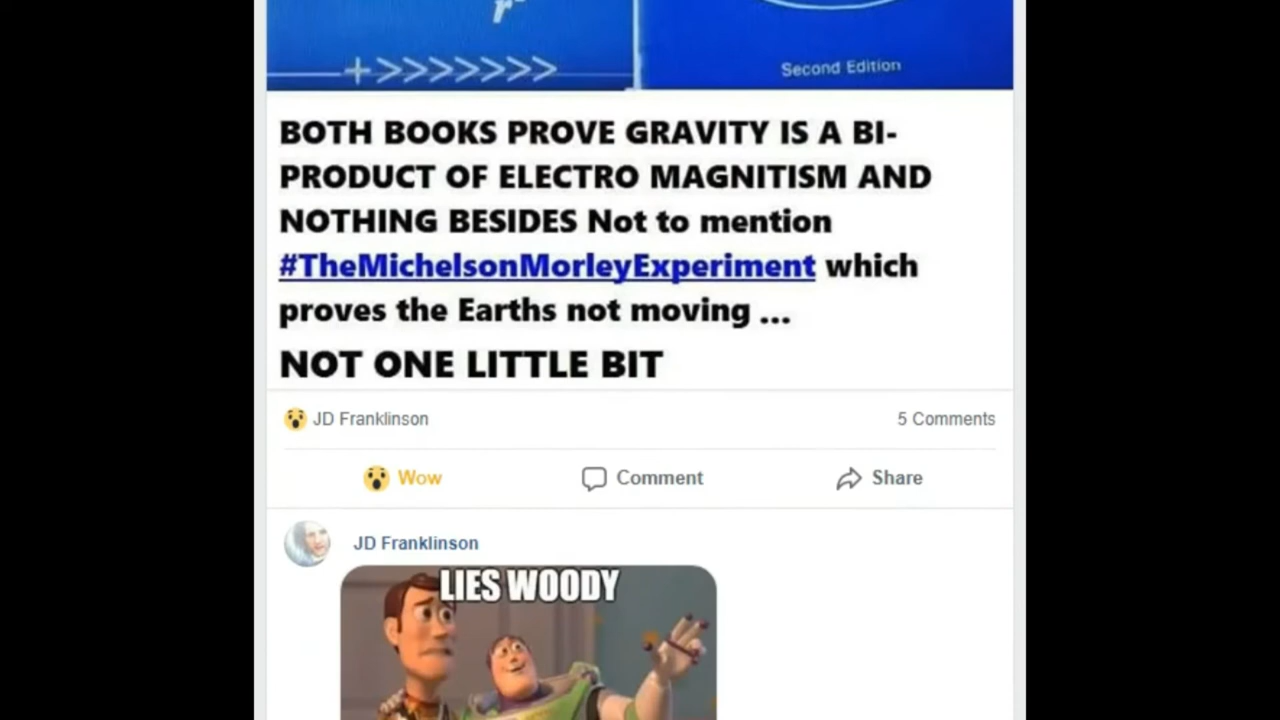 r²
+>>>>>>>>
Second Edition
BOTH BOOKS PROVE GRAVITY IS A BI-
PRODUCT OF ELECTRO MAGNITISM AND
NOTHING BESIDES Not to mention
#TheMichelsonMorleyExperiment which
proves the Earths not moving ...
NOT ONE LITTLE BIT
JD Franklinson
5 Comments
Wow
Comment
Share
JD Franklinson
LIES WOODY